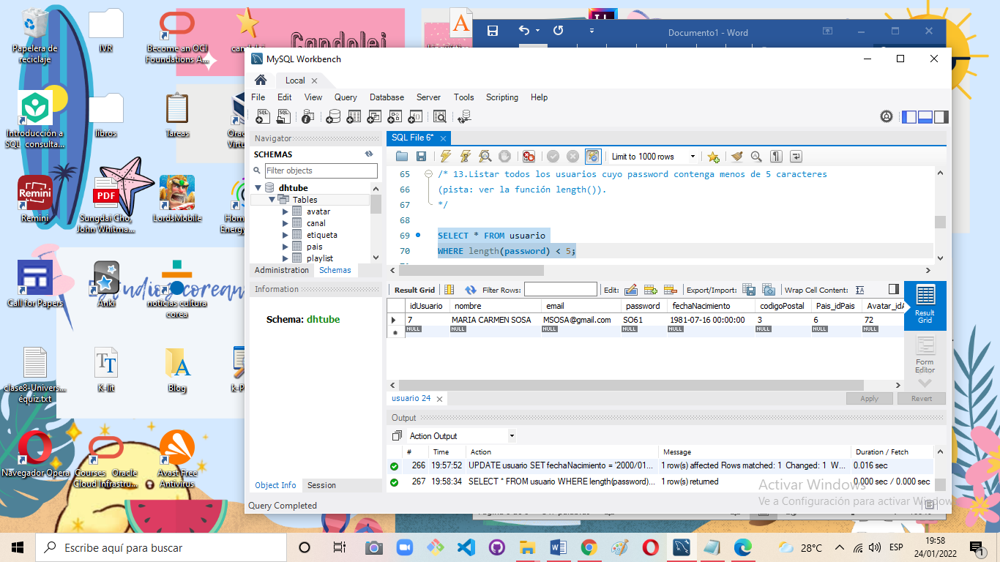 Papelera de
reciclaje
IVR
Become an OCI
Foundations A...
candolei
Candolei
Introducción a
SQL_consulta...
libros
Tareas
Remini
Remini
PDF
Sungdai Cho,
John Whitma...
LordsMobile
Call for Papers
Anki
noticias cultura
corea
clase8-Univers...
équiz.txt
K-lit
Blog
Navegador Opera
Courses _ Oracle
Cloud Infrastru...
Avast Free
Antivirus
Documento1 - Word
MySQL Workbench
Local
File Edit View Query Database Server Tools Scripting Help
Navigator
SCHEMAS
Filter objects
dhtube
Tables
avatar
canal
etiqueta
pais
playlist
Administration Schemas
Information
Schema: dhtube
Object Info Session
Query Completed
SQL File 6*
Limit to 1000 rows
65 /* 13.Listar todos los usuarios cuyo password contenga menos de 5 caracteres
66 (pista: ver la función length()).
67 */
68
69 SELECT * FROM usuario
70 WHERE length(password) < 5;
Result Grid Filter Rows: Edit: Export/Import: Wrap Cell Content:
idUsuario nombre email password fechaNacimiento codigoPostal Pais_idPais
7 MARIA CARMEN SOSA MSOSA@gmail.com SO61 1981-07-16 00:00:00 3 6 72
NULL NULL NULL NULL NULL NULL NULL NULL
Result
Grid
Form
Editor
usuario 24
Apply Revert
Output
Action Output
# Time Action Message Duration / Fetch
266 19:57:52 UPDATE usuario SET fechaNacimiento = '2000/01... 1 row(s) affected Rows matched: 1 Changed: 1 W... 0.016 sec
267 19:58:34 SELECT * FROM usuario WHERE length(password)... 1 row(s) returned 0.000 sec / 0.000 sec
Activar Windows
Ve a Configuración para activar Windows
Escribe aquí para buscar
28°C
ESP
19:58
24/01/2022
1